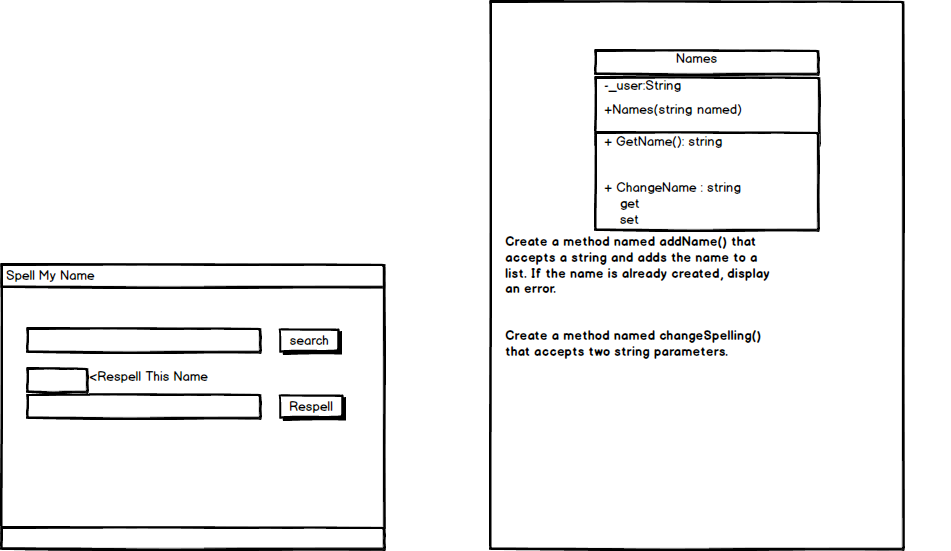 Spell My Name
search
<Respell This Name
Respell
Names
-_user:String
+Names(string named)
+ GetName(): string
+ ChangeName : string
get
set
Create a method named addName() that
accepts a string and adds the name to a
list. If the name is already created, display
an error.
Create a method named changeSpelling()
that accepts two string parameters.